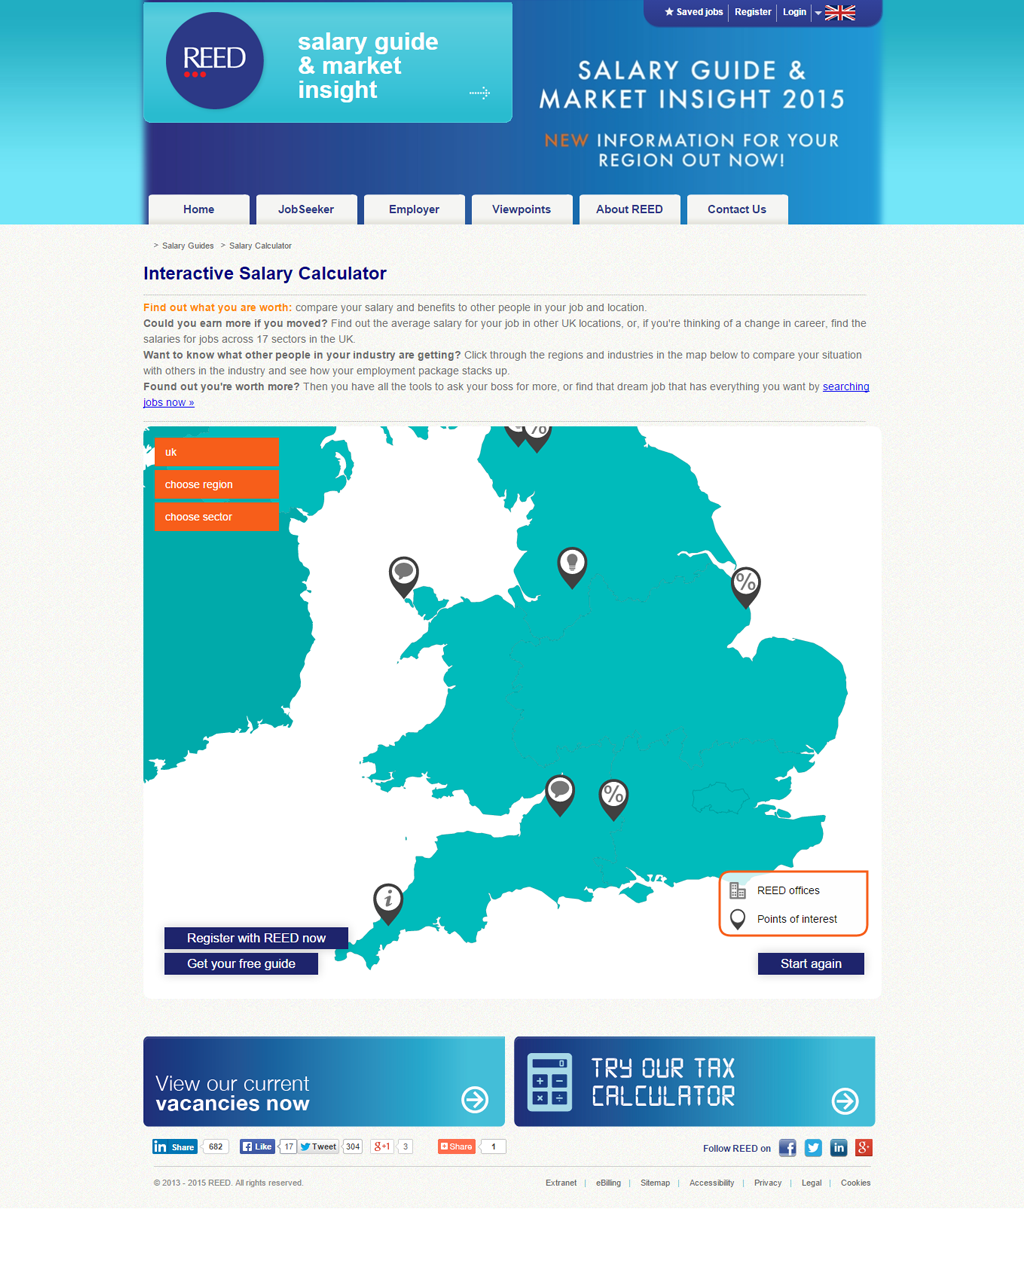 Saved jobs Register Login
REED
salary guide
& market
insight
SALARY GUIDE &
MARKET INSIGHT 2015
NEW INFORMATION FOR YOUR
REGION OUT NOW!
Home JobSeeker Employer Viewpoints About REED Contact Us
> Salary Guides > Salary Calculator
Interactive Salary Calculator
Find out what you are worth: compare your salary and benefits to other people in your job and location.
Could you earn more if you moved? Find out the average salary for your job in other UK locations, or, if you're thinking of a change in career, find the
salaries for jobs across 17 sectors in the UK.
Want to know what other people in your industry are getting? Click through the regions and industries in the map below to compare your situation
with others in the industry and see how your employment package stacks up.
Found out you're worth more? Then you have all the tools to ask your boss for more, or find that dream job that has everything you want by searching
jobs now »
uk
choose region
choose sector
%
%
%
i
REED offices
Points of interest
Register with REED now
Get your free guide
Start again
View our current
vacancies now
0
+ −
× ÷
TRY OUR TAX
CALCULATOR
in Share 682 Like 17 Tweet 304 g+1 3 Share 1
Follow REED on f in g+
© 2013 - 2015 REED. All rights reserved.
Extranet | eBilling | Sitemap | Accessibility | Privacy | Legal | Cookies